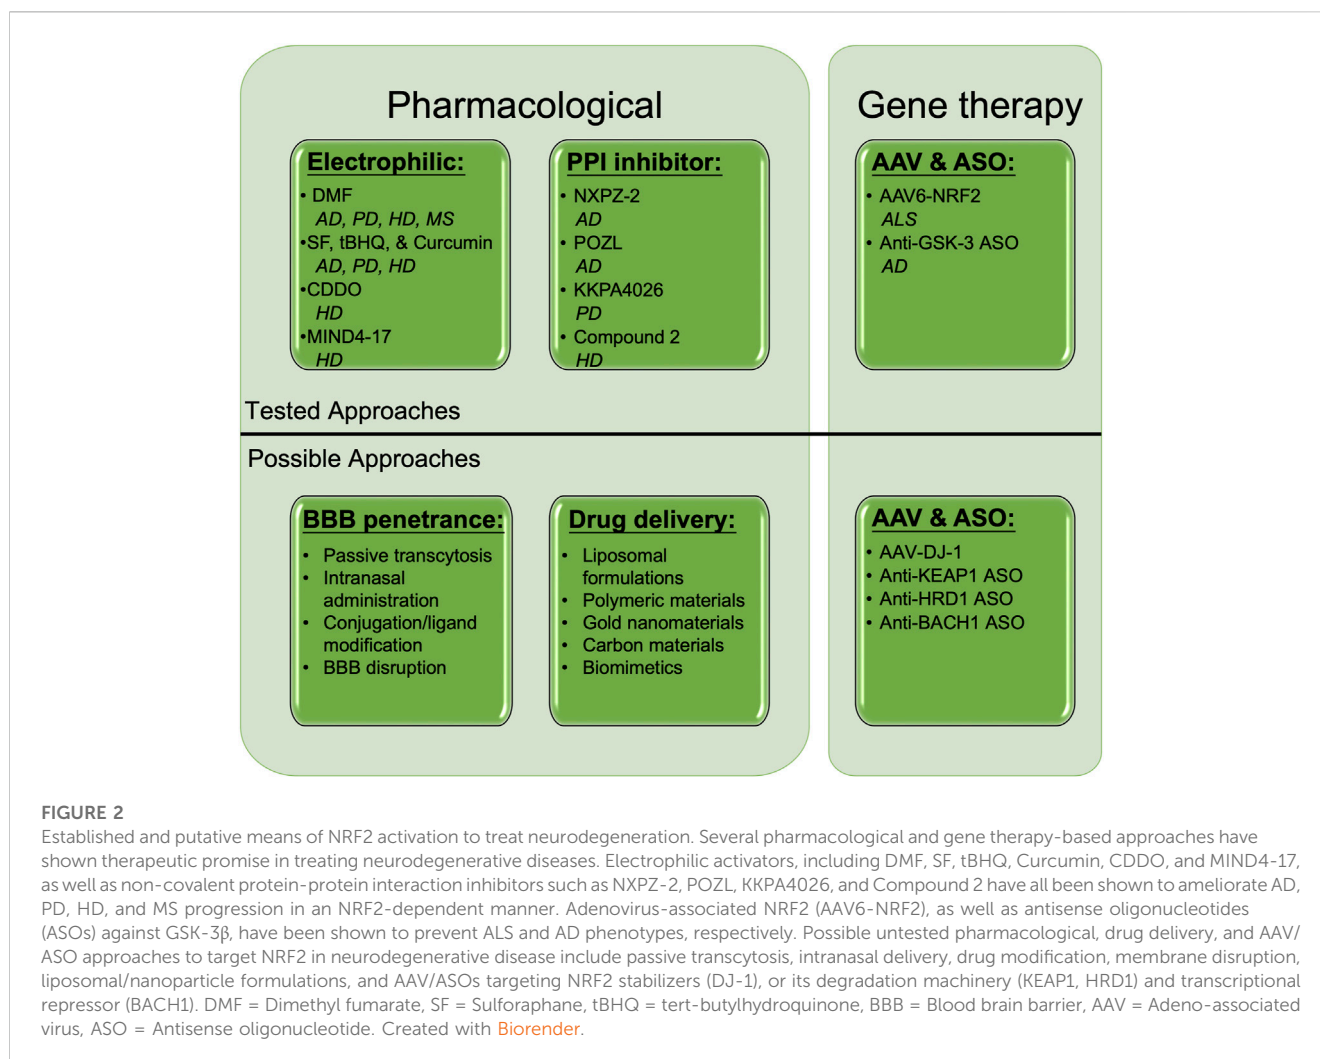 Pharmacological
Electrophilic:
• DMF
AD, PD, HD, MS
•SF, tBHQ, & Curcumin
AD, PD, HD
•CDDO
HD
•MIND4-17
HD
PPI inhibitor:
• NXPZ-2
AD
• POZL
AD
• KKPA4026
PD
• Compound 2
HD
Gene therapy
AAV & ASO:
• AAV6-NRF2
ALS
• Anti-GSK-3 ASO
AD
Tested Approaches
Possible Approaches
BBB penetrance:
• Passive transcytosis
• Intranasal
administration
• Conjugation/ligand
modification
• BBB disruption
Drug delivery:
• Liposomal
formulations
• Polymeric materials
• Gold nanomaterials
• Carbon materials
• Biomimetics
AAV & ASO:
• AAV-DJ-1
• Anti-KEAP1 ASO
• Anti-HRD1 ASO
• Anti-BACH1 ASO
FIGURE 2
Established and putative means of NRF2 activation to treat neurodegeneration. Several pharmacological and gene therapy-based approaches have
shown therapeutic promise in treating neurodegenerative diseases. Electrophilic activators, including DMF, SF, tBHQ, Curcumin, CDDO, and MIND4-17,
as well as non-covalent protein-protein interaction inhibitors such as NXPZ-2, POZL, KKPA4026, and Compound 2 have all been shown to ameliorate AD,
PD, HD, and MS progression in an NRF2-dependent manner. Adenovirus-associated NRF2 (AAV6-NRF2), as well as antisense oligonucleotides
(ASOs) against GSK-3β, have been shown to prevent ALS and AD phenotypes, respectively. Possible untested pharmacological, drug delivery, and AAV/
ASO approaches to target NRF2 in neurodegenerative disease include passive transcytosis, intranasal delivery, drug modification, membrane disruption,
liposomal/nanoparticle formulations, and AAV/ASOs targeting NRF2 stabilizers (DJ-1), or its degradation machinery (KEAP1, HRD1) and transcriptional
repressor (BACH1). DMF = Dimethyl fumarate, SF = Sulforaphane, tBHQ = tert-butylhydroquinone, BBB = Blood brain barrier, AAV = Adeno-associated
virus, ASO = Antisense oligonucleotide. Created with Biorender.